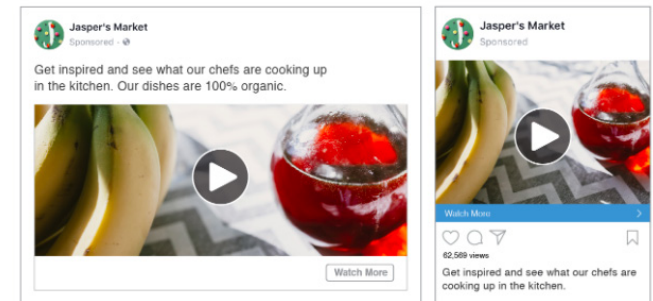 Jasper's Market
Sponsored ·
Get inspired and see what our chefs are cooking up
in the kitchen. Our dishes are 100% organic.
Watch More
Jasper's Market
Sponsored
Watch More
62,569 views
Get inspired and see what our chefs are
cooking up in the kitchen.